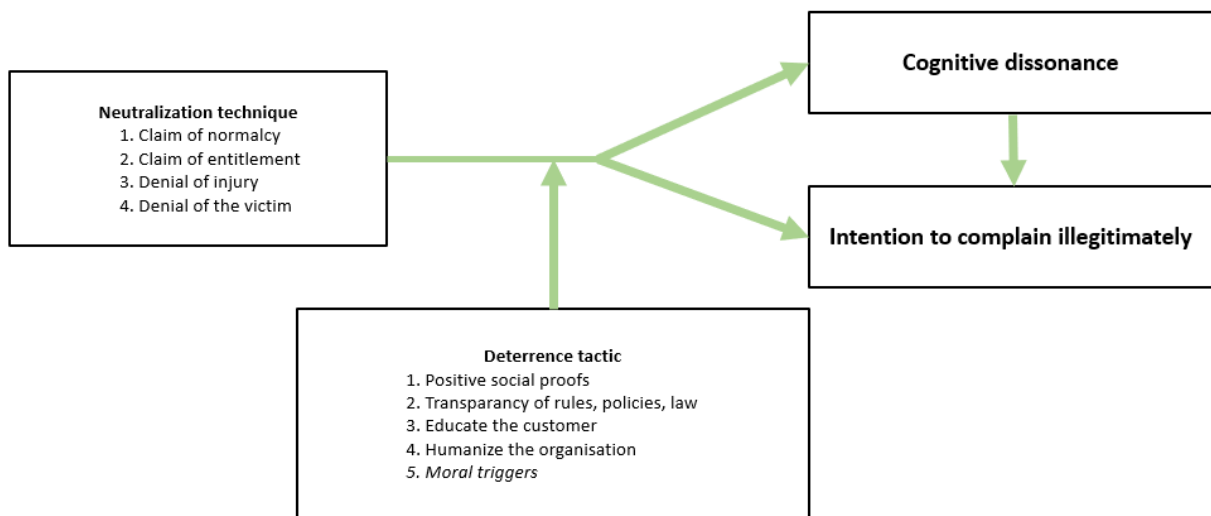 Cognitive dissonance
Neutralization technique
1. Claim of normalcy
2. Claim of entitlement
3. Denial of injury
4. Denial of the victim
Intention to complain illegitimately
Deterrence tactic
1. Positive social proofs
2. Transparancy of rules, policies, law
3. Educate the customer
4. Humanize the organisation
5. Moral triggers